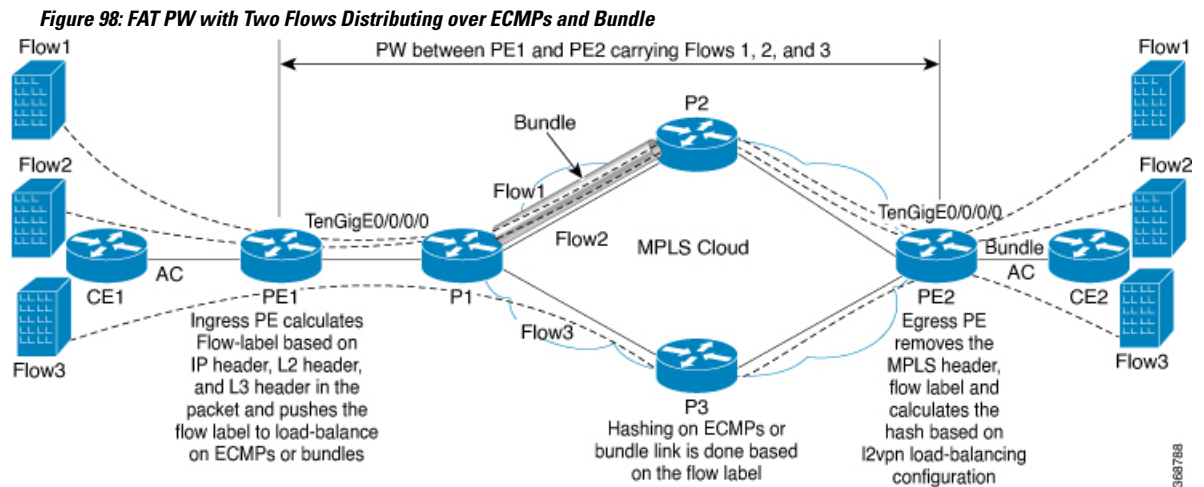 Figure 98: FAT PW with Two Flows Distributing over ECMPs and Bundle
Flow1
PW between PE1 and PE2 carrying Flows 1, 2, and 3
Flow1
P2
Bundle
Flow2
Flow2
Flow1
TenGigE0/0/0/0
TenGigE0/0/0/0
Flow2
MPLS Cloud
Bundle
AC
AC
CE1
PE1
P1
PE2
CE2
Flow3
Flow3
Flow3
Ingress PE calculates
Flow-label based on
IP header, L2 header,
and L3 header in the
packet and pushes the
flow label to load-balance
on ECMPs or bundles
P3
Hashing on ECMPs or
bundle link is done based
on the flow label
Egress PE
removes the
MPLS header,
flow label and
calculates the
hash based on
l2vpn load-balancing
configuration
368788